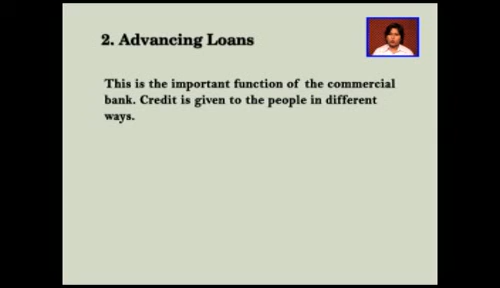 2. Advancing Loans
This is the important function of the commercial
bank. Credit is given to the people in different
ways.